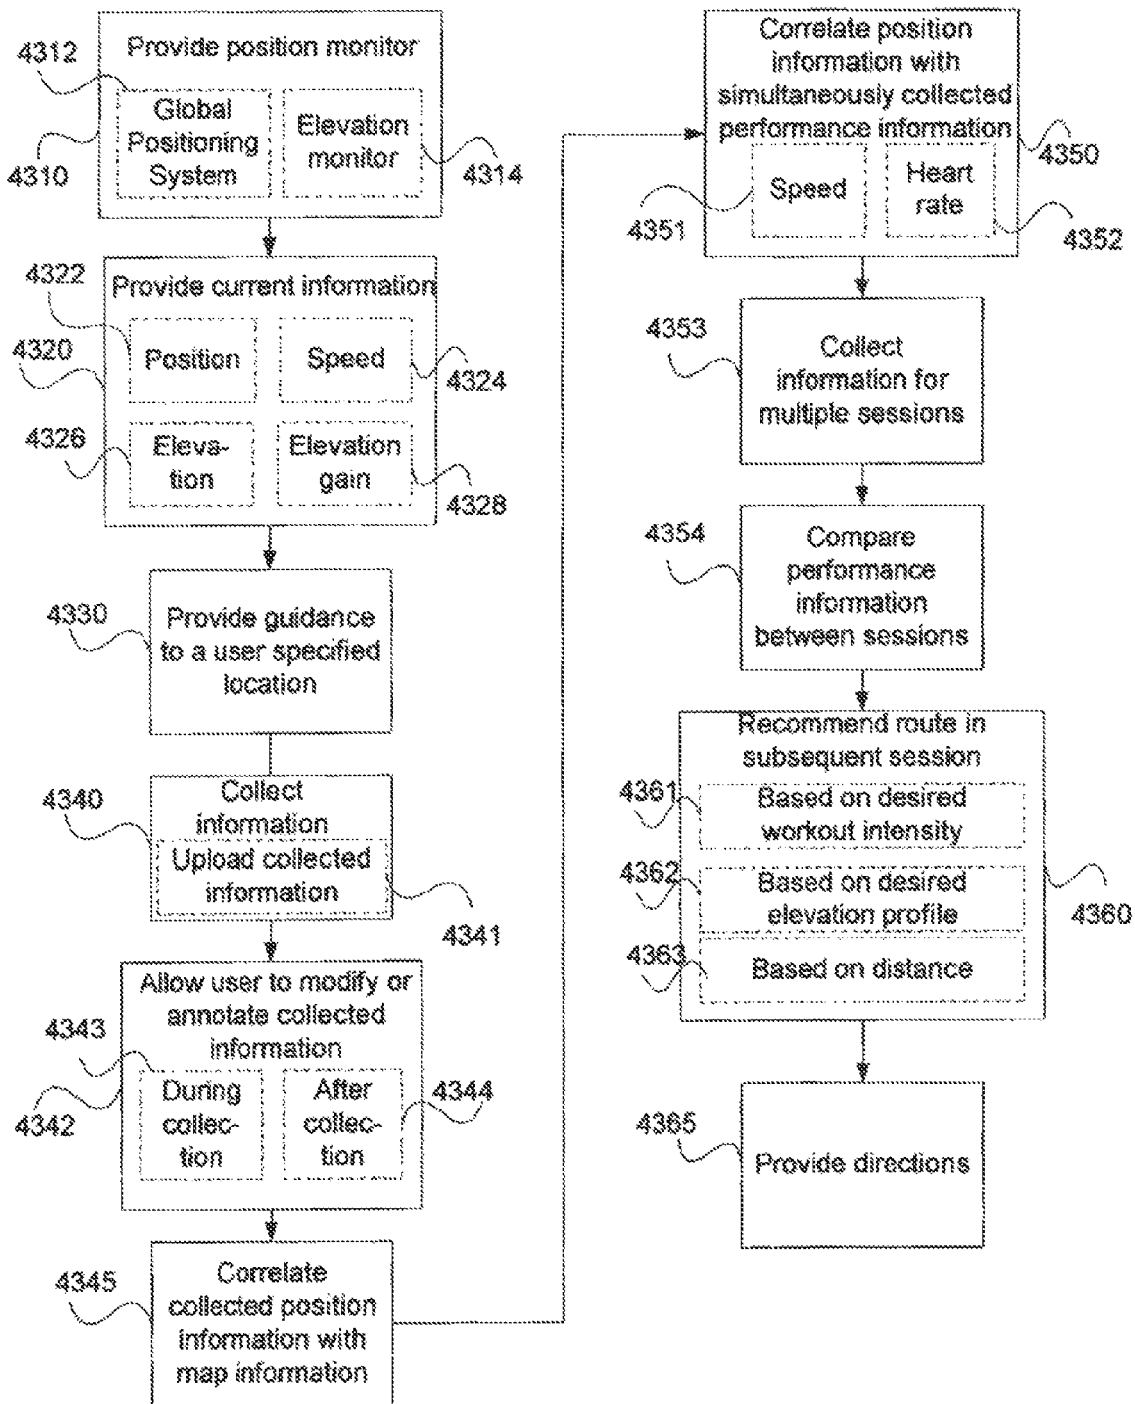 4312
Provide position monitor
Global
Positioning
System
Elevation
monitor
4310
4314
4322
Provide current information
4320
Position
Speed
4324
4326
Eleva-
tion
Elevation
gain
4328
4330
Provide guidance
to a user specified
location
4340
Collect
information
Upload collected
information
4341
Allow user to modify or
annotate collected
information
4343
4342
During
collec-
tion
After
collec-
tion
4344
4345
Correlate
collected position
information with
map information
Correlate position
information with
simultaneously collected
performance information
4350
4351
Speed
Heart
rate
4352
4353
Collect
information for
multiple sessions
4354
Compare
performance
information
between sessions
Recommend route in
subsequent session
4361
Based on desired
workout intensity
4362
Based on desired
elevation profile
4360
4363
Based on distance
4365
Provide directions